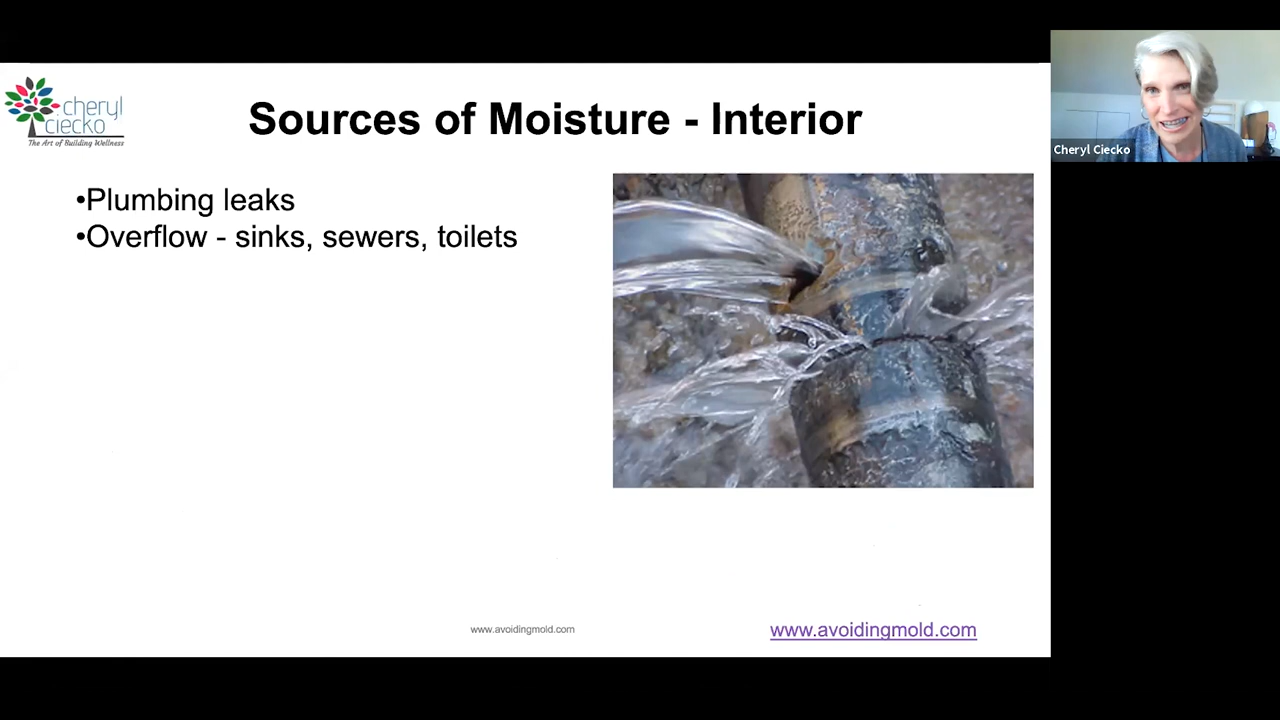 cheryl
ciecko
The Art of Building Wellness
Sources of Moisture - Interior
•Plumbing leaks
•Overflow - sinks, sewers, toilets
www.avoidingmold.com
www.avoidingmold.com
Cheryl Ciecko